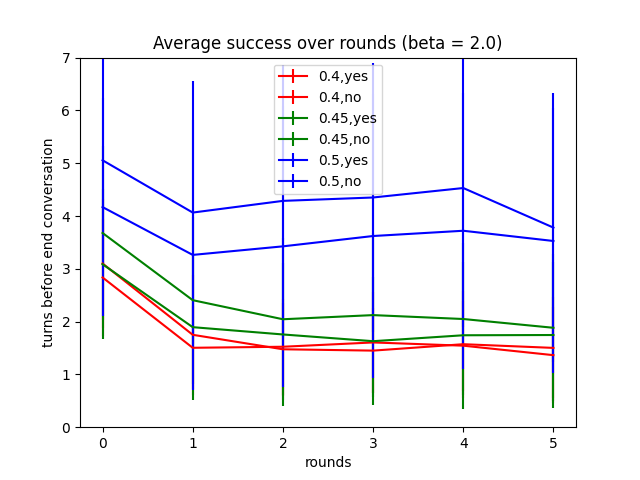 Average success over rounds (beta = 2.0)
turns before end conversation
7
6
5
4
3
2
1
0
0.4,yes
0.4,no
0.45,yes
0.45,no
0.5,yes
0.5,no
0 1 2 3 4 5
rounds